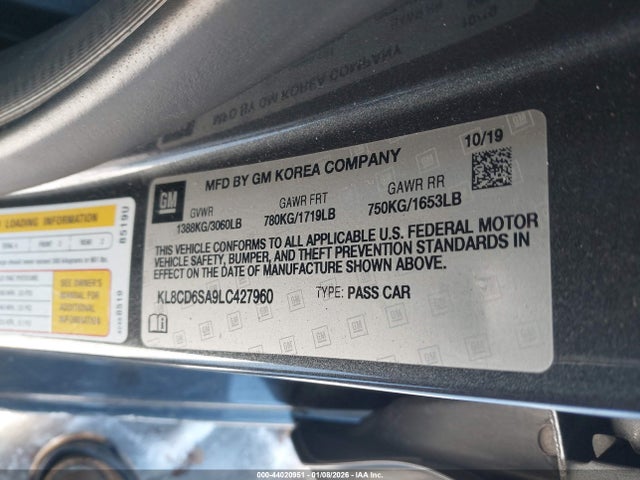 10/19
MFD BY GM KOREA COMPANY
GM
GVWR
1388KG/3060LB
GAWR FRT
780KG/1719LB
GAWR RR
750KG/1653LB
THIS VEHICLE CONFORMS TO ALL APPLICABLE U.S. FEDERAL MOTOR
VEHICLE SAFETY, BUMPER, AND THEFT PREVENTION STANDARDS IN
EFFECT ON THE DATE OF MANUFACTURE SHOWN ABOVE.
KL8CD6SA9LC427960 TYPE: PASS CAR
LOADING INFORMATION
8519U
SEE OWNER'S
MANUAL FOR
ADDITIONAL
INFORMATION
000-44020951 - 01/08/2026 - Copyright © IAA, Inc.